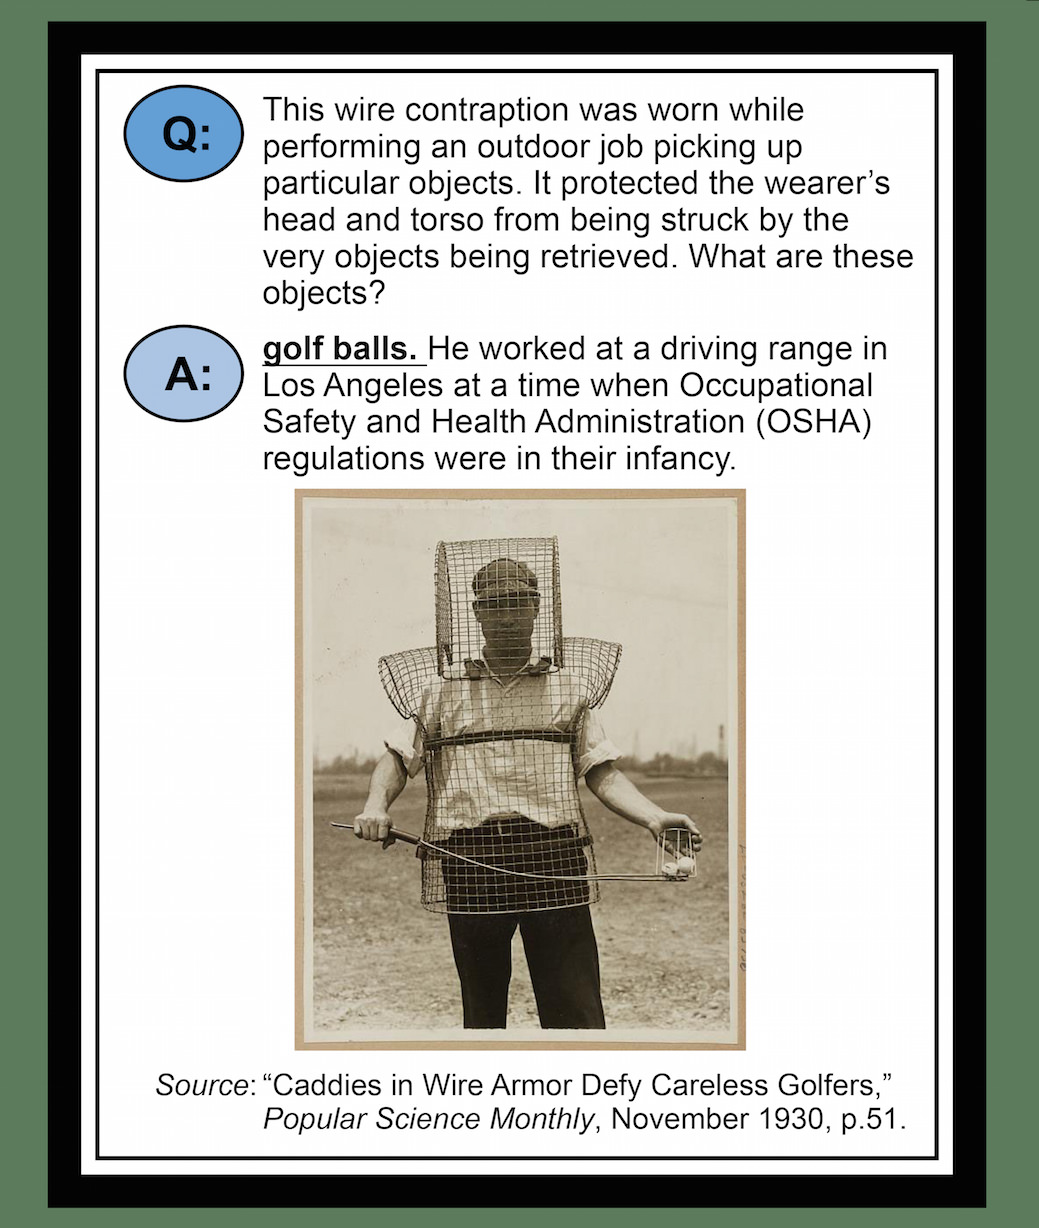 Q:
This wire contraption was worn while
performing an outdoor job picking up
particular objects. It protected the wearer’s
head and torso from being struck by the
very objects being retrieved. What are these
objects?
A:
golf balls. He worked at a driving range in
Los Angeles at a time when Occupational
Safety and Health Administration (OSHA)
regulations were in their infancy.
Source: “Caddies in Wire Armor Defy Careless Golfers,”
Popular Science Monthly, November 1930, p.51.